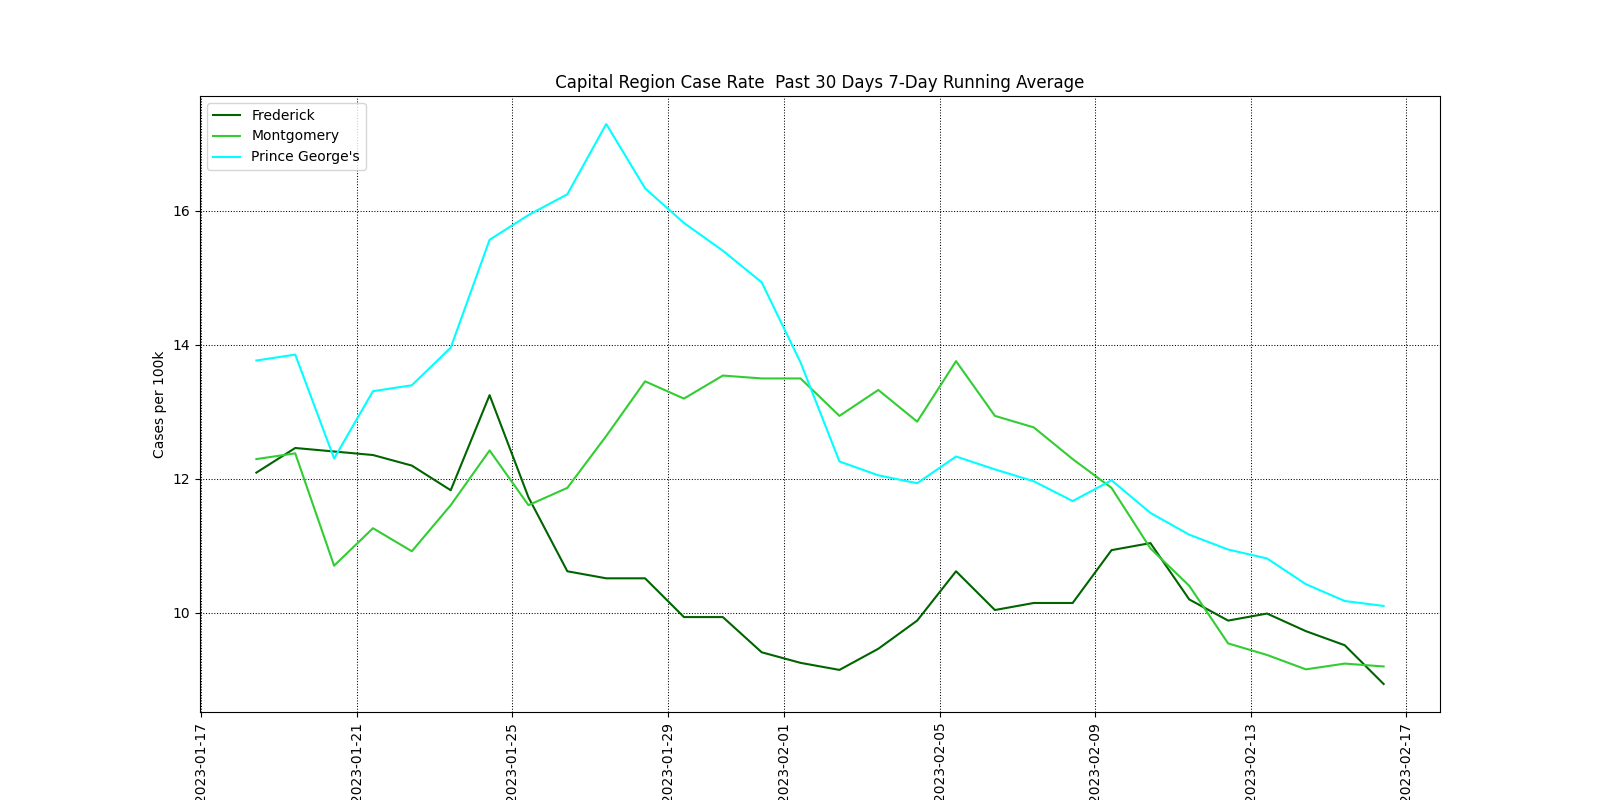 Capital Region Case Rate  Past 30 Days 7-Day Running Average
Frederick
Montgomery
Prince George's
Cases per 100k
16
14
12
10
2023-01-17
2023-01-21
2023-01-25
2023-01-29
2023-02-01
2023-02-05
2023-02-09
2023-02-13
2023-02-17